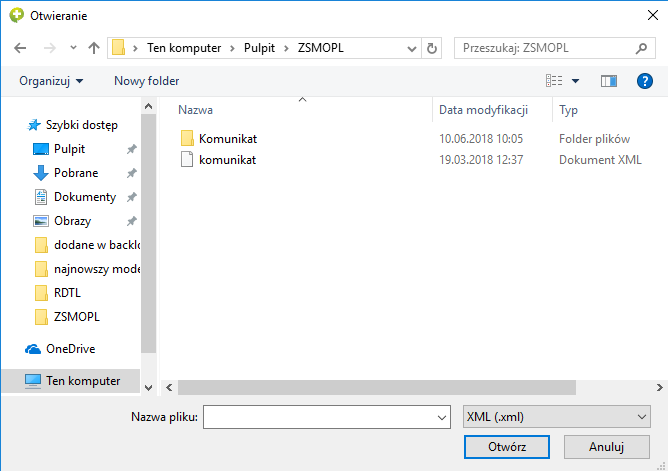 Otwieranie
Ten komputer > Pulpit > ZSMOPL
Przeszukaj: ZSMOPL
Organizuj
Nowy folder
Nazwa
Data modyfikacji
Typ
Szybki dostęp
Pulpit
Pobrane
Dokumenty
Obrazy
dodane w backlo
najnowszy mode
RDTL
ZSMOPL
OneDrive
Ten komputer
Komunikat 10.06.2018 10:05 Folder plików
komunikat 19.03.2018 12:37 Dokument XML
Nazwa pliku:
XML (.xml)
Otwórz
Anuluj